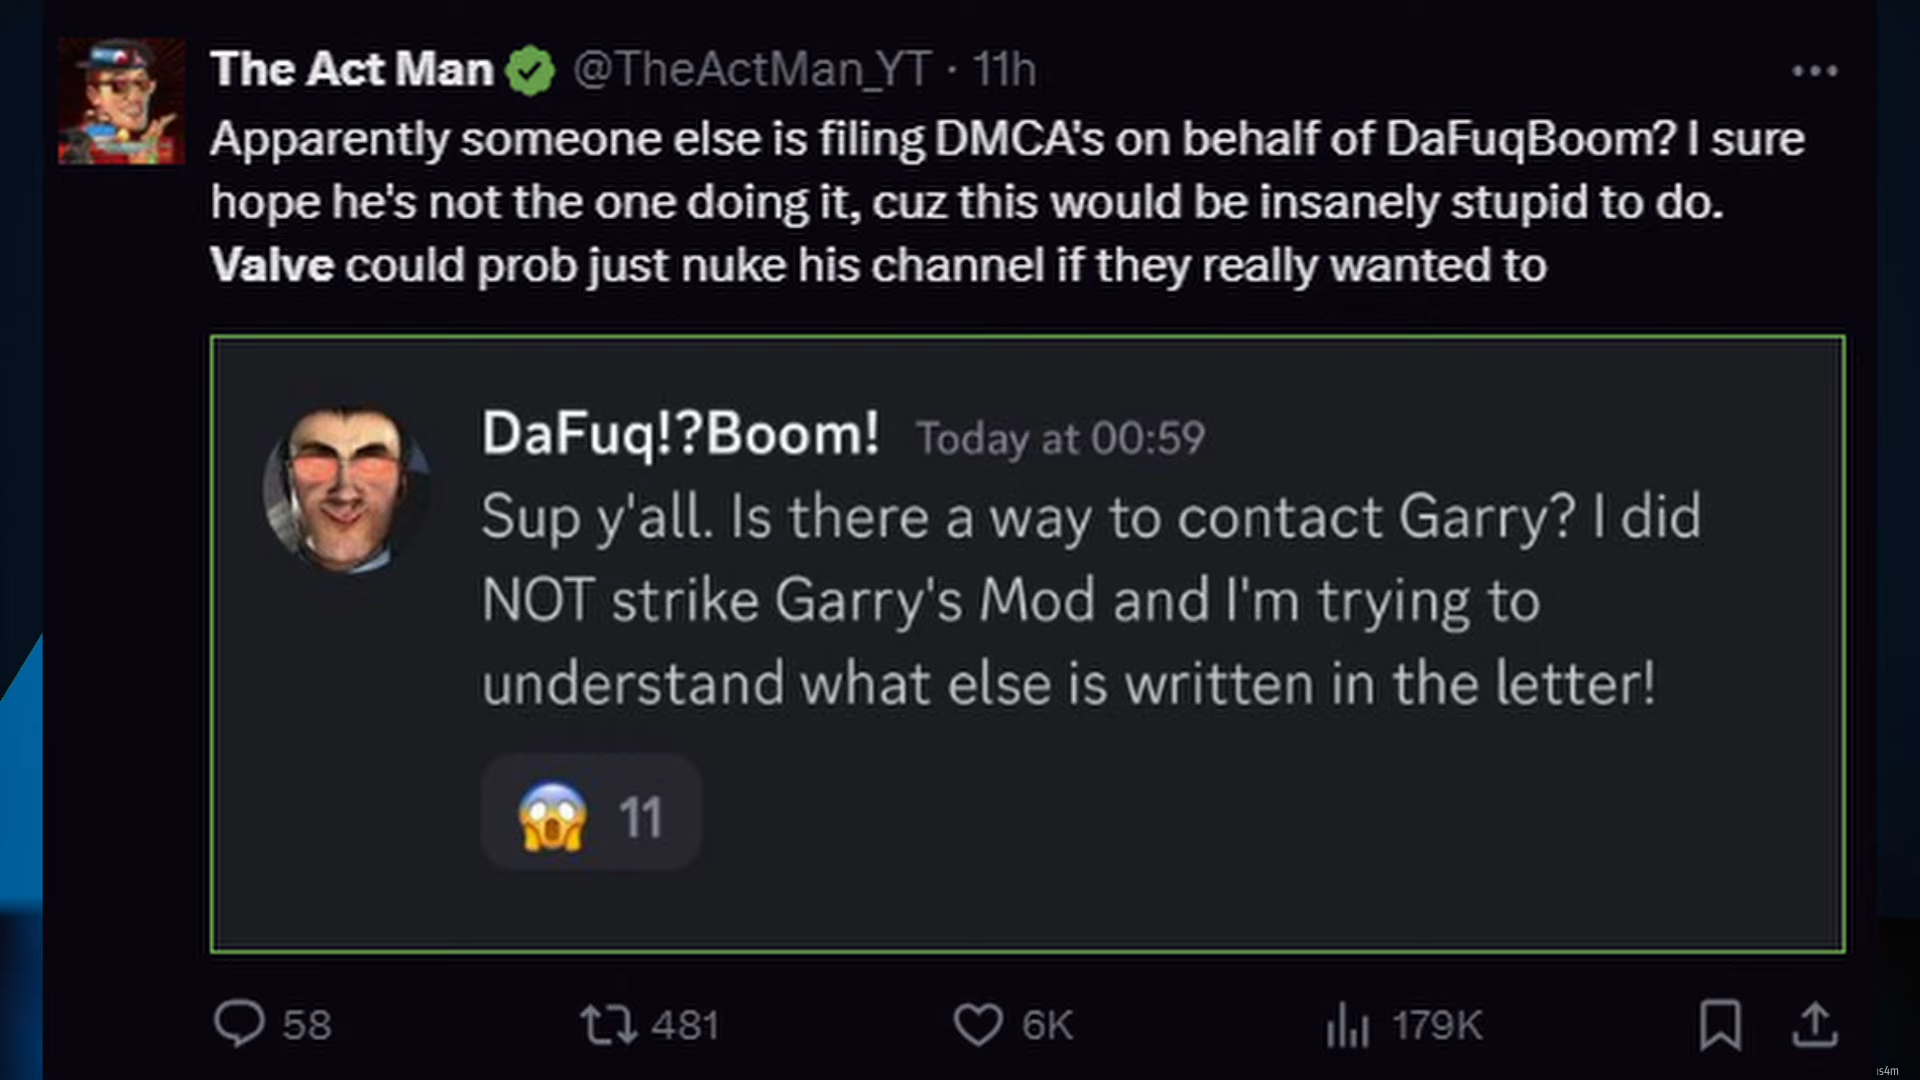 The Act Man @TheActMan_YT · 11h
Apparently someone else is filing DMCA's on behalf of DaFuqBoom? I sure
hope he's not the one doing it, cuz this would be insanely stupid to do.
Valve could prob just nuke his channel if they really wanted to
DaFuq!?Boom! Today at 00:59
Sup y'all. Is there a way to contact Garry? I did
NOT strike Garry's Mod and I'm trying to
understand what else is written in the letter!
11
58 481 6K 179K